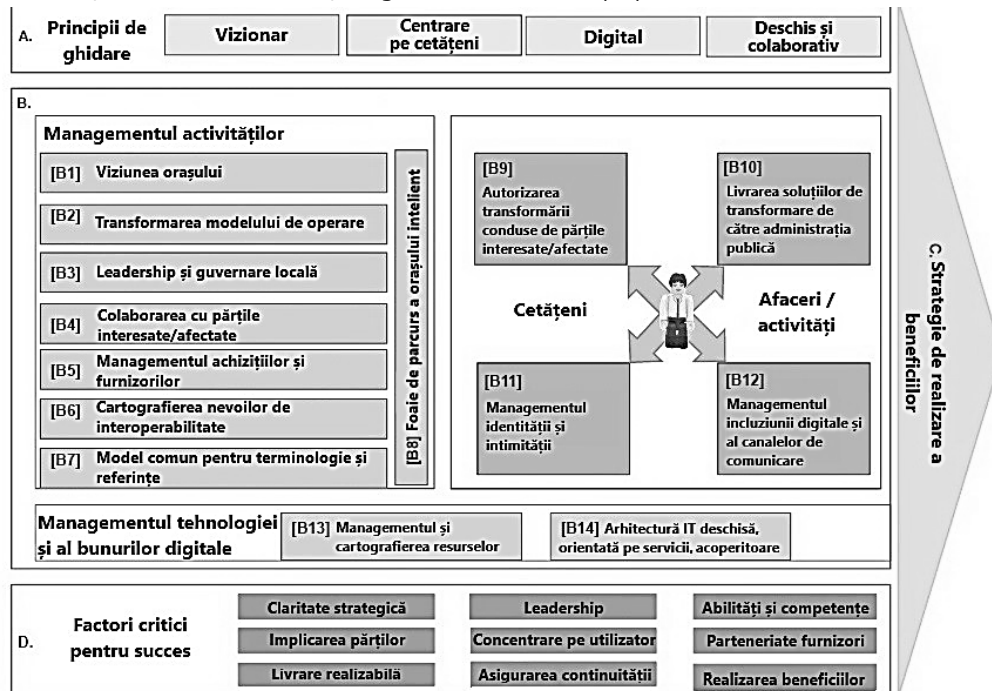 A. Principii de
ghidare
Vizionar
Centrare
pe cetățeni
Digital
Deschis și
colaborativ
B.
Managementul activităților
[B1] Viziunea orașului
[B2] Transformarea modelului de operare
[B3] Leadership și guvernare locală
[B4] Colaborarea cu părțile
interesate/afectate
[B5] Managementul achizițiilor și
furnizorilor
[B6] Cartografierea nevoilor de
interoperabilitate
[B7] Model comun pentru terminologie și
referințe
[B8] Foaie de parcurs a orașului intelient
[B9]
Autorizarea
transformării
conduse de părțile
interesate/afectate
[B10]
Livrarea soluțiilor de
transformare de
către administrația
publică
Cetățeni
Afaceri /
activități
[B11]
Managementul
identității și
intimității
[B12]
Managementul
incluziunii digitale și
al canalelor de
comunicare
Managementul tehnologiei
și al bunurilor digitale
[B13] Managementul și
cartografierea resurselor
[B14] Arhitectură IT deschisă,
orientată pe servicii, acoperitoare
C. Strategie de realizare a
beneficiilor
D. Factori critici
pentru succes
Claritate strategică
Leadership
Abilități și competențe
Implicarea părților
Concentrare pe utilizator
Parteneriate furnizori
Livrare realizabilă
Asigurarea continuității
Realizarea beneficiilor